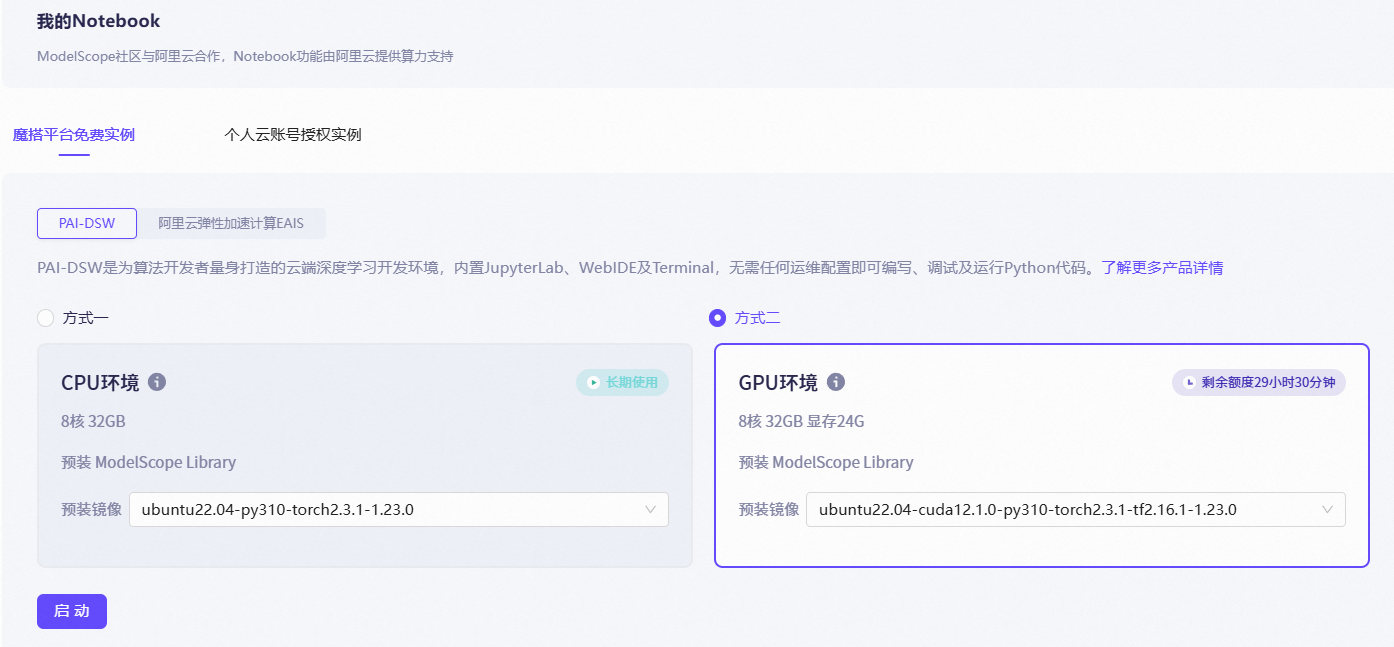 我的Notebook
ModelScope社区与阿里云合作，Notebook功能由阿里云提供算力支持
魔搭平台免费实例 个人云账号授权实例
PAI-DSW 阿里云弹性加速计算EAIS
PAI-DSW是为算法开发者量身打造的云端深度学习开发环境，内置JupyterLab、WebIDE及Terminal，无需任何运维配置即可编写、调试及运行Python代码。了解更多产品详情
方式一
CPU环境 长期使用
8核 32GB
预装 ModelScope Library
预装镜像 ubuntu22.04-py310-torch2.3.1-1.23.0
方式二
GPU环境 剩余额度29小时30分钟
8核 32GB 显存24G
预装 ModelScope Library
预装镜像 ubuntu22.04-cuda12.1.0-py310-torch2.3.1-tf2.16.1-1.23.0
启动